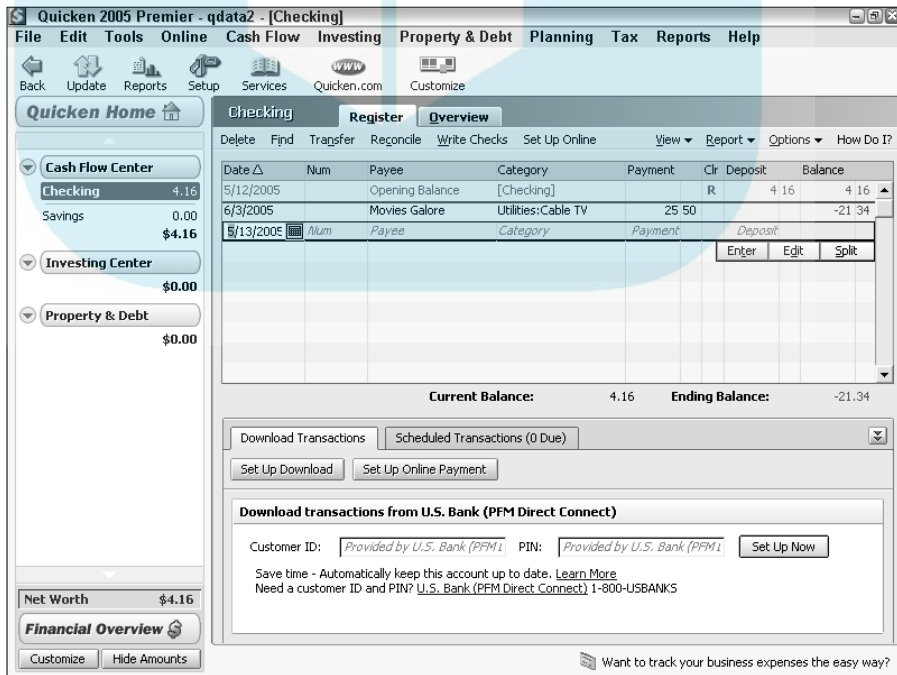 Quicken 2005 Premier - qdata2 - [Checking]
File Edit Tools Online Cash Flow Investing Property & Debt Planning Tax Reports Help
Back Update Reports Setup Services Quicken.com Customize
www
Quicken Home
Checking Register Overview
Delete Find Transfer Reconcile Write Checks Set Up Online View Report Options How Do I?
Cash Flow Center
Checking 4.16
Savings 0.00
$4.16
Investing Center
$0.00
Property & Debt
$0.00
Date Num Payee Category Payment Clr Deposit Balance
5/12/2005 Opening Balance [Checking] R 4 16 4 16
6/3/2005 Movies Galore Utilities:Cable TV 25 50 -21 34
5/13/2005 Num Payee Category Payment Deposit
Enter Edit Split
Current Balance: 4.16 Ending Balance: -21.34
Download Transactions Scheduled Transactions (0 Due)
Set Up Download Set Up Online Payment
Download transactions from U.S. Bank (PFM Direct Connect)
Customer ID: Provided by U.S. Bank (PFM PIN: Provided by U.S. Bank (PFM Set Up Now
Save time - Automatically keep this account up to date. Learn More
Need a customer ID and PIN? U.S. Bank (PFM Direct Connect) 1-800-USBANKS
Net Worth $4.16
Financial Overview
Customize Hide Amounts
Want to track your business expenses the easy way?